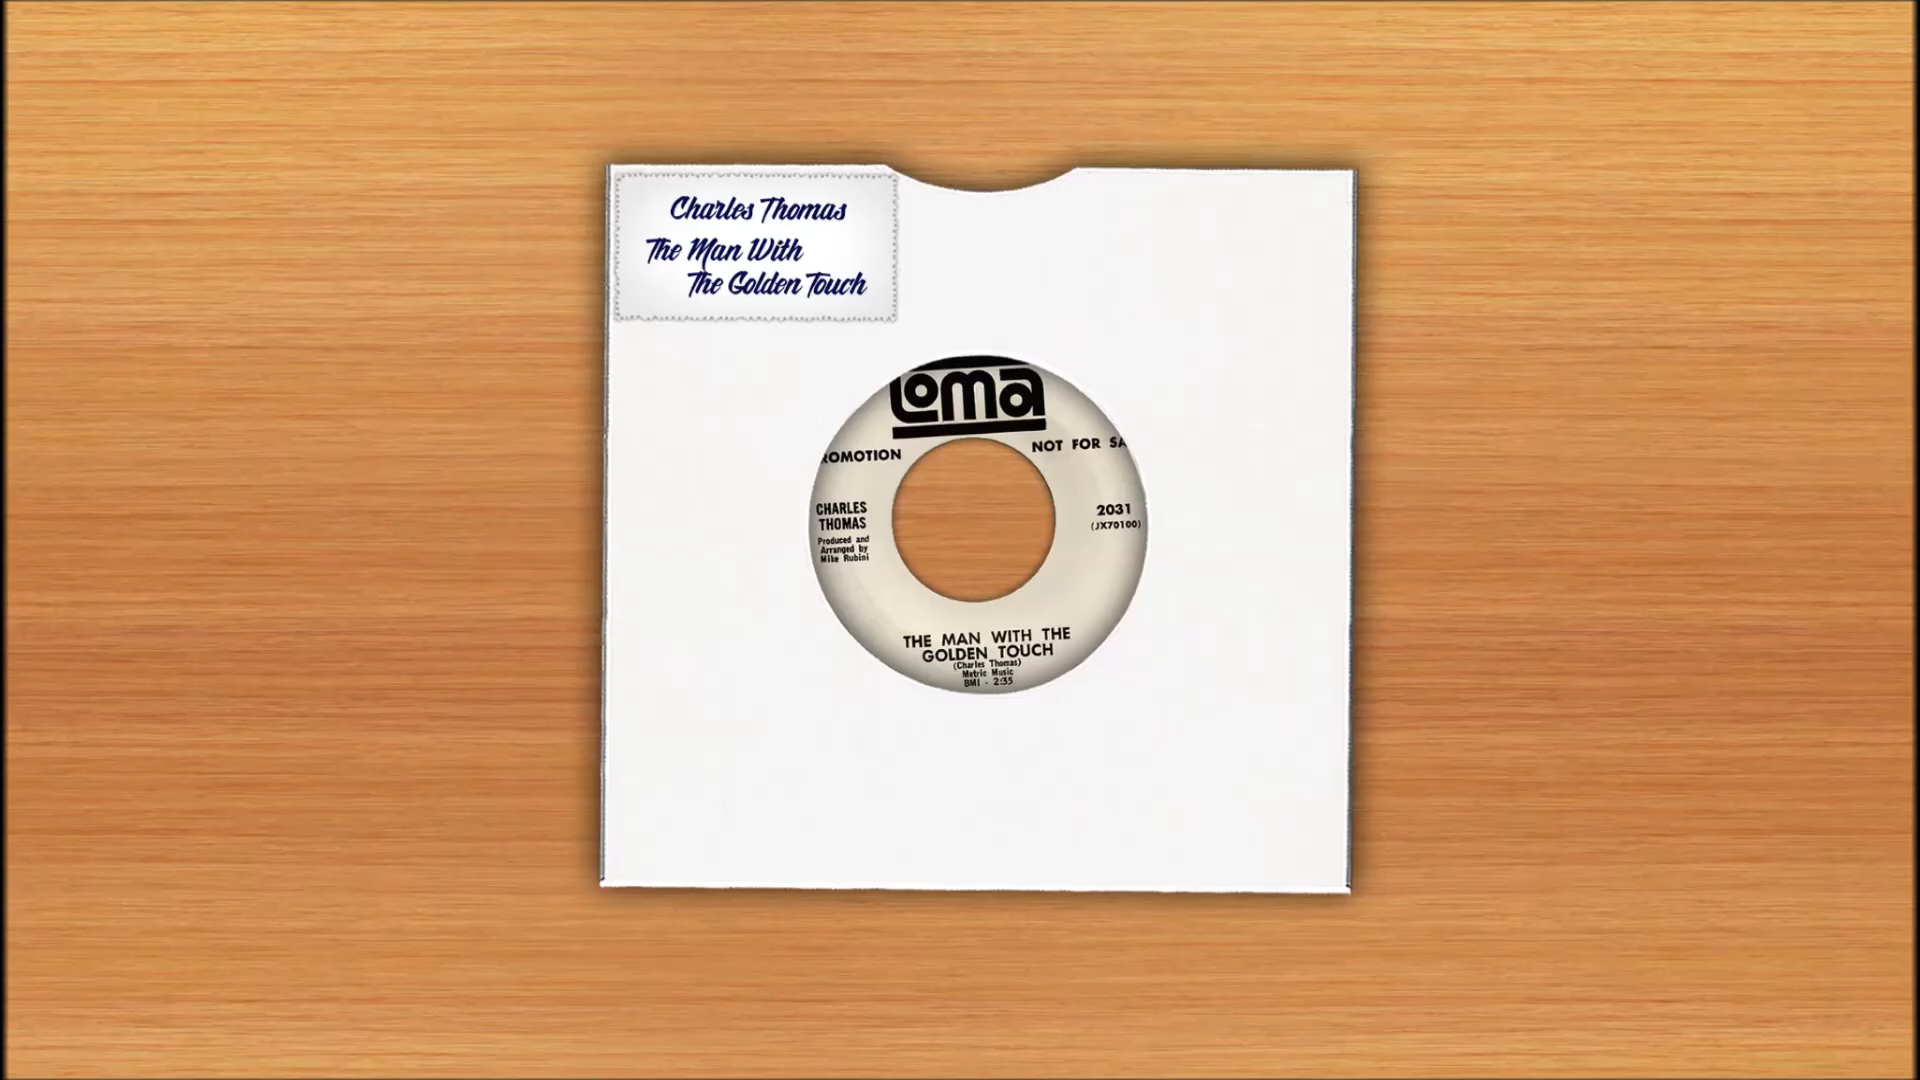 Charles Thomas
The Man With
The Golden Touch
Loma
ROMOTION
NOT FOR SA
CHARLES
THOMAS
Produced and
Arranged by
Mike Rubini
2031
(JX70100)
THE MAN WITH THE
GOLDEN TOUCH
(Charles Thomas)
Metric Music
BMI - 2:35